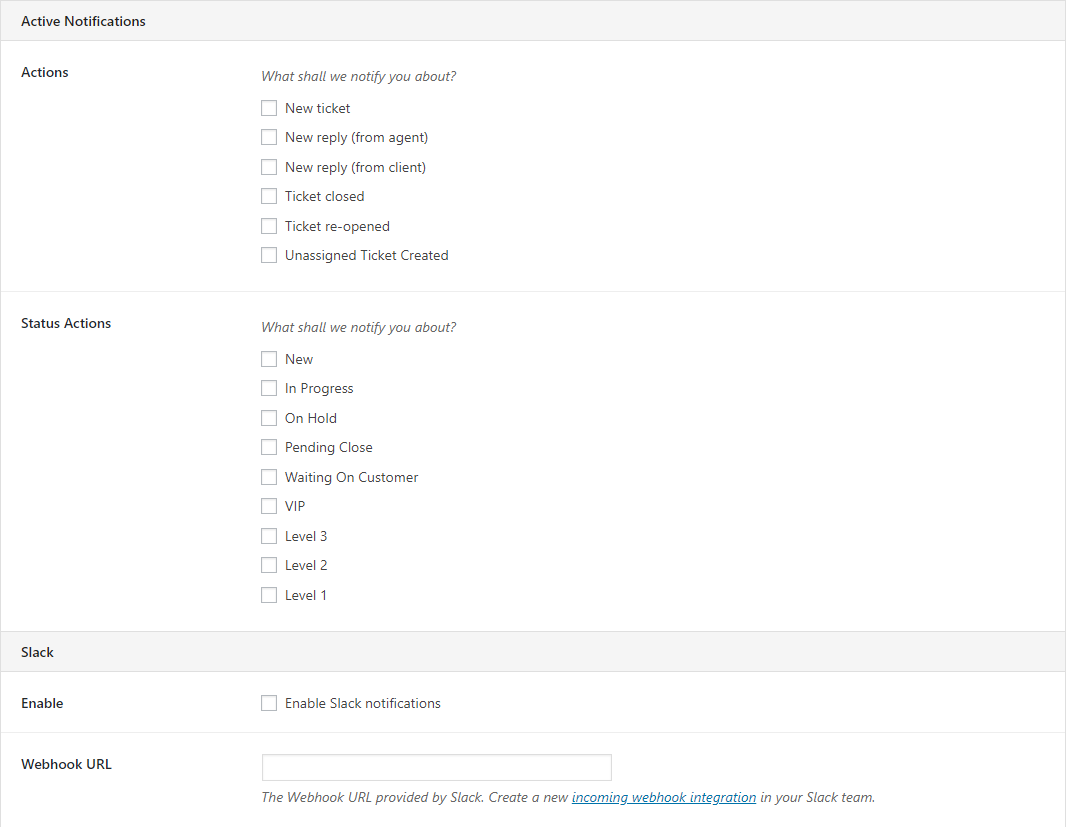 Active Notifications
Actions
What shall we notify you about?
New ticket
New reply (from agent)
New reply (from client)
Ticket closed
Ticket re-opened
Unassigned Ticket Created
Status Actions
What shall we notify you about?
New
In Progress
On Hold
Pending Close
Waiting On Customer
VIP
Level 3
Level 2
Level 1
Slack
Enable
Enable Slack notifications
Webhook URL
The Webhook URL provided by Slack. Create a new incoming webhook integration in your Slack team.